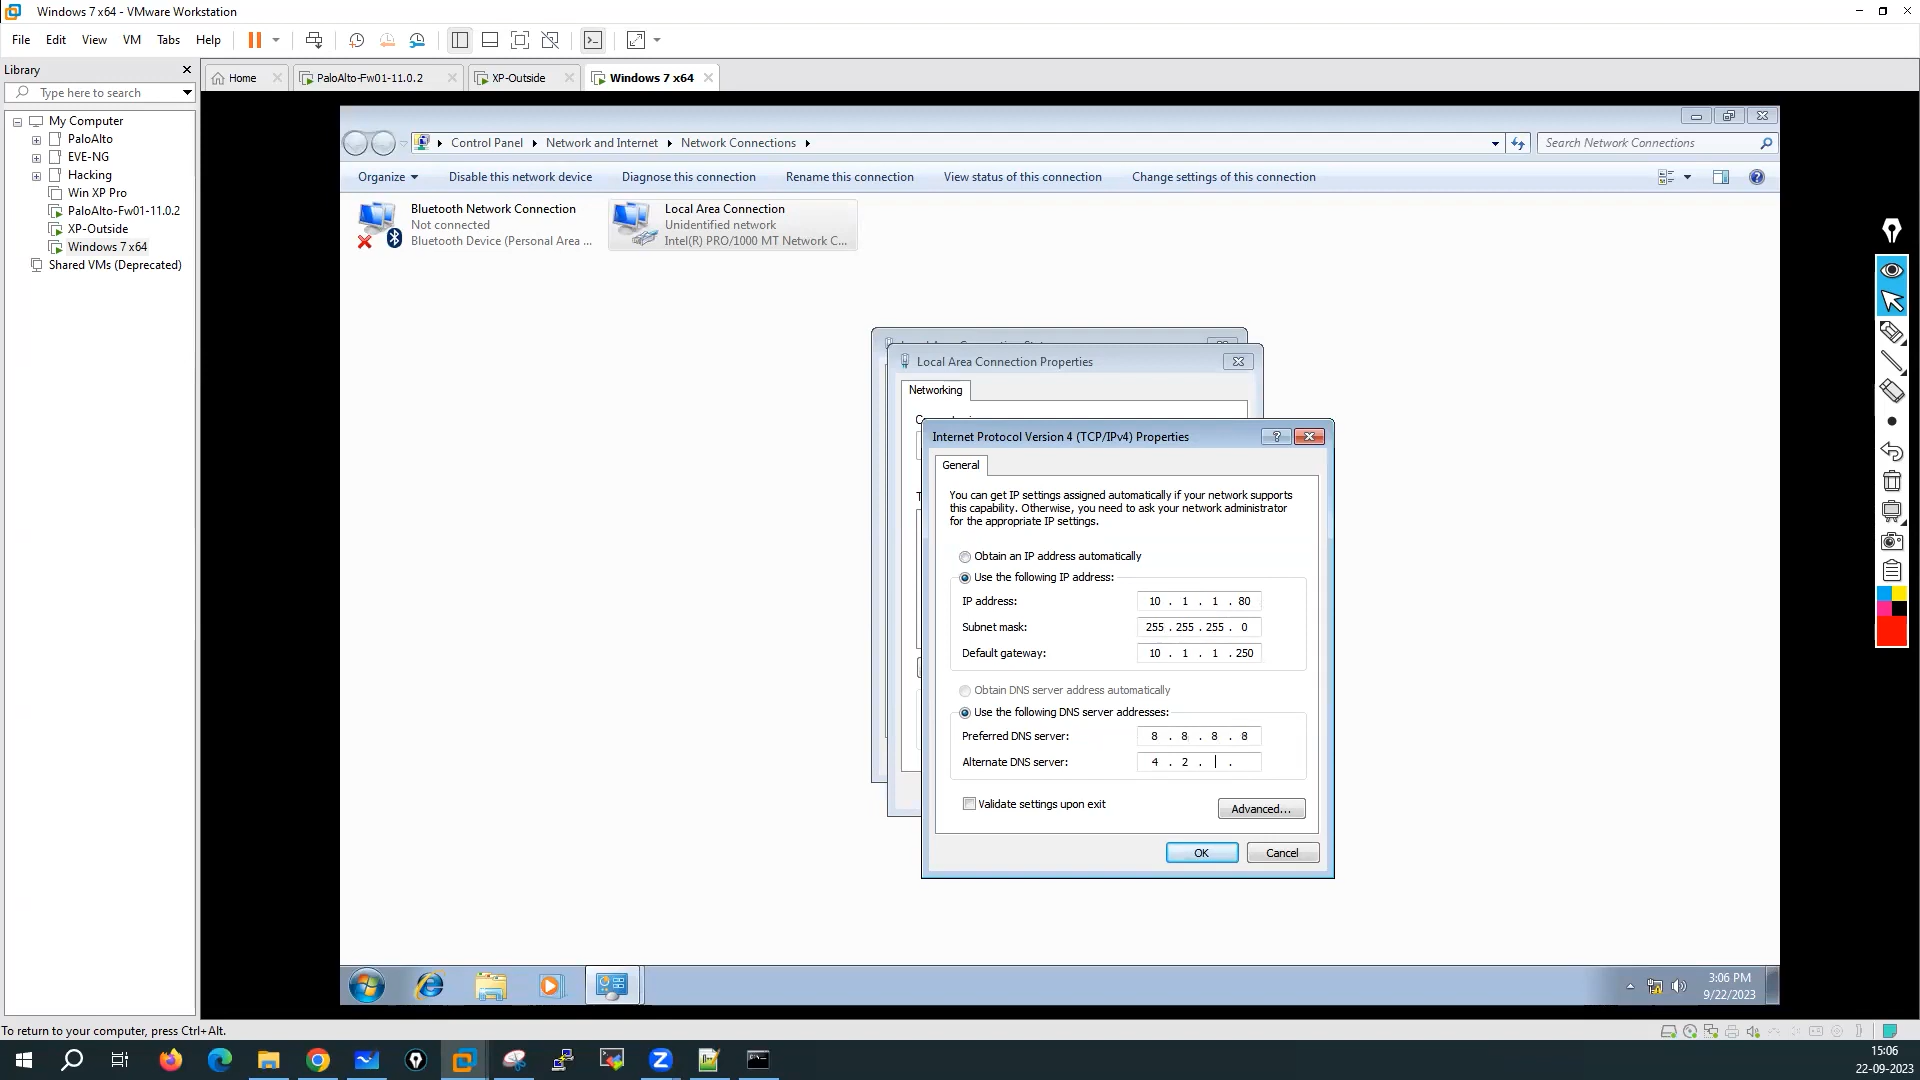 Windows 7 x64 - VMware Workstation
File Edit View VM Tabs Help
Library
Type here to search
My Computer
PaloAlto
EVE-NG
Hacking
Win XP Pro
PaloAlto-Fw01-11.0.2
XP-Outside
Windows 7 x64
Shared VMs (Deprecated)
Home PaloAlto-Fw01-11.0.2 XP-Outside Windows 7 x64
Control Panel Network and Internet Network Connections
Search Network Connections
Organize Disable this network device Diagnose this connection Rename this connection View status of this connection Change settings of this connection
Bluetooth Network Connection
Not connected
Bluetooth Device (Personal Area ...
Local Area Connection
Unidentified network
Intel(R) PRO/1000 MT Network C...
Local Area Connection Properties
Networking
Internet Protocol Version 4 (TCP/IPv4) Properties
General
You can get IP settings assigned automatically if your network supports
this capability. Otherwise, you need to ask your network administrator
for the appropriate IP settings.
Obtain an IP address automatically
Use the following IP address:
IP address: 10 . 1 . 1 . 80
Subnet mask: 255 . 255 . 255 . 0
Default gateway: 10 . 1 . 1 . 250
Obtain DNS server address automatically
Use the following DNS server addresses:
Preferred DNS server: 8 . 8 . 8 . 8
Alternate DNS server: 4 . 2 . .
Validate settings upon exit
Advanced...
OK Cancel
3:06 PM
9/22/2023
To return to your computer, press Ctrl+Alt.
15:06
22-09-2023